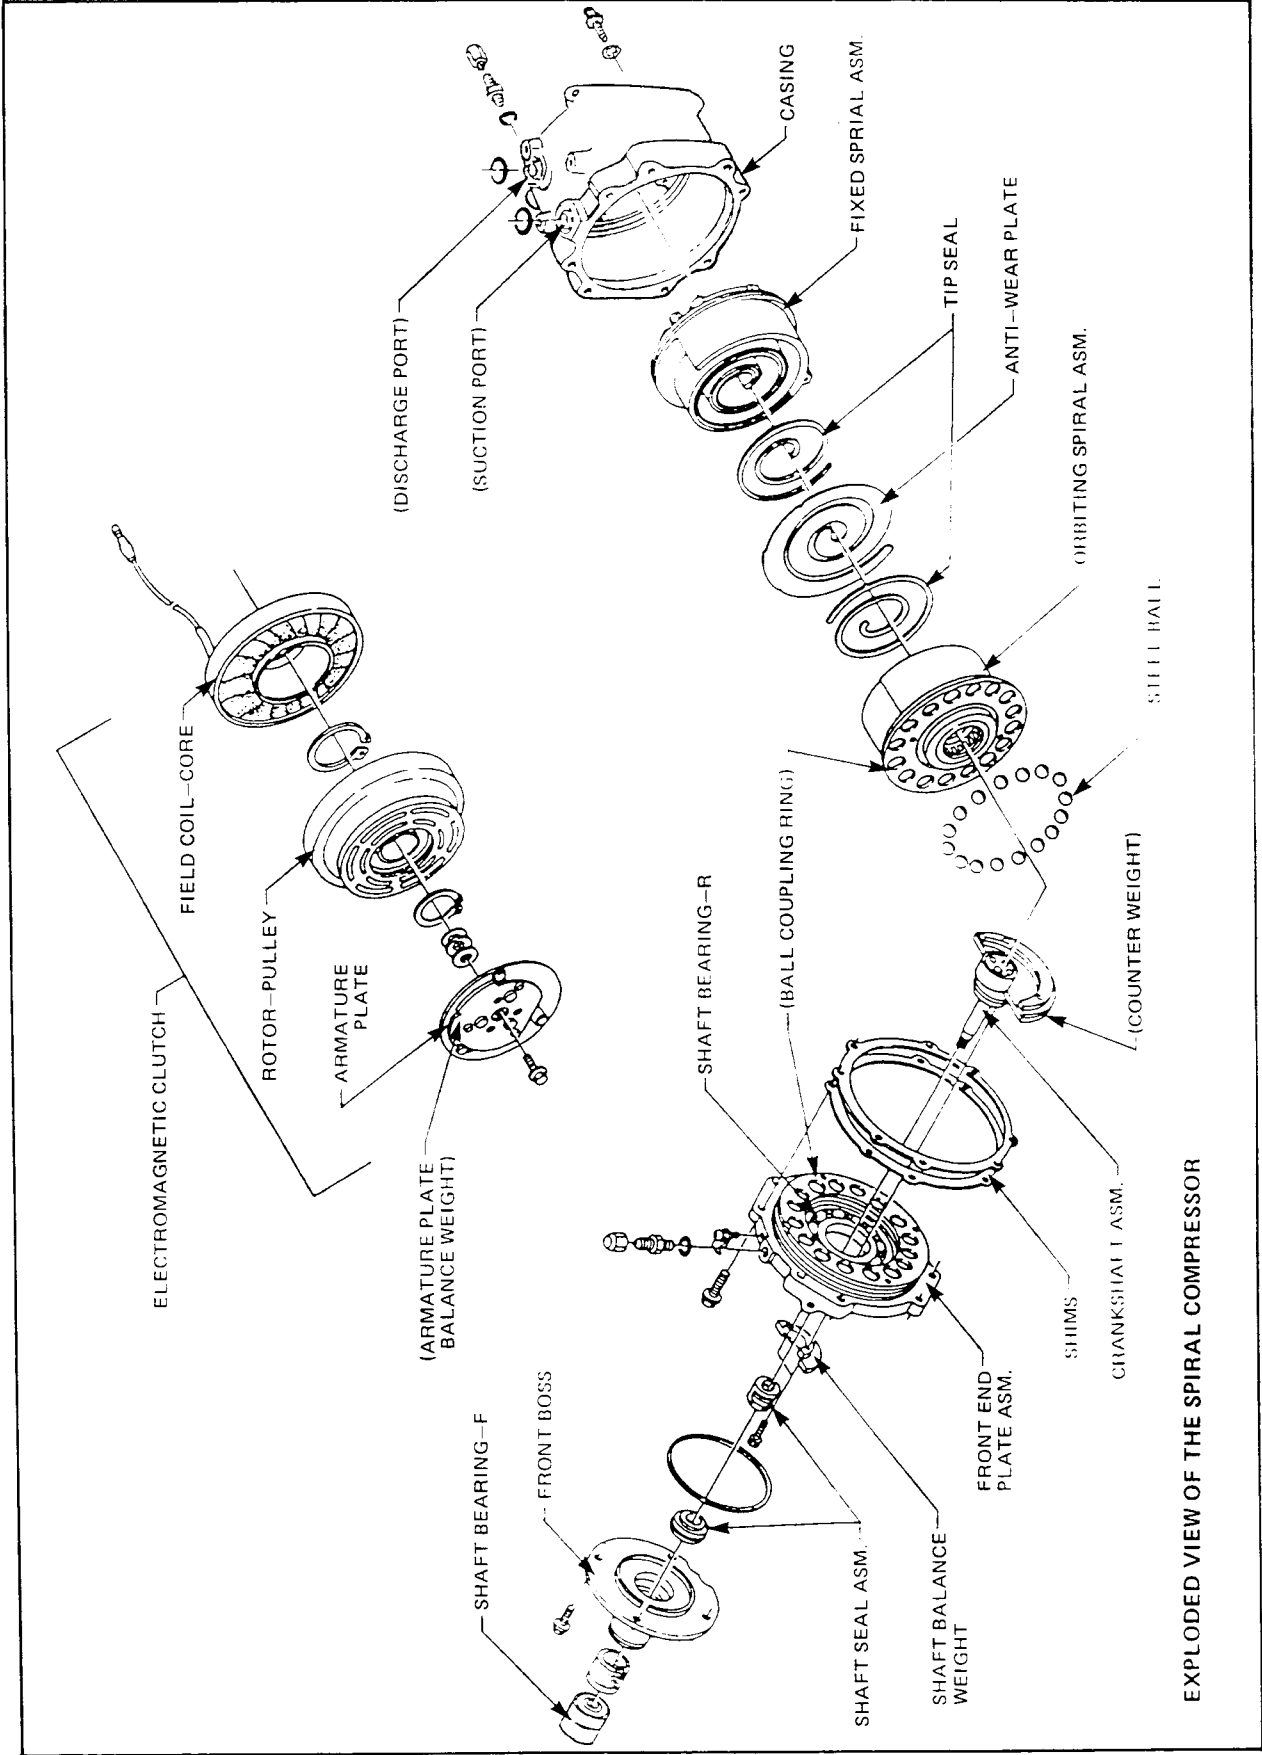 ELECTROMAGNETIC CLUTCH
FIELD COIL-CORE
ROTOR-PULLEY
ARMATURE
PLATE
(ARMATURE PLATE
BALANCE WEIGHT)
(DISCHARGE PORT)
(SUCTION PORT)
CASING
FIXED SPRIAL ASM.
TIP SEAL
ANTI-WEAR PLATE
ORBITING SPIRAL ASM.
STEEL BALL
(BALL COUPLING RING)
SHAFT BEARING-R
(COUNTER WEIGHT)
CRANKSHAFT ASM.
SHIMS
FRONT END
PLATE ASM.
SHAFT BEARING-F
FRONT BOSS
SHAFT SEAL ASM.
SHAFT BALANCE
WEIGHT
EXPLODED VIEW OF THE SPIRAL COMPRESSOR